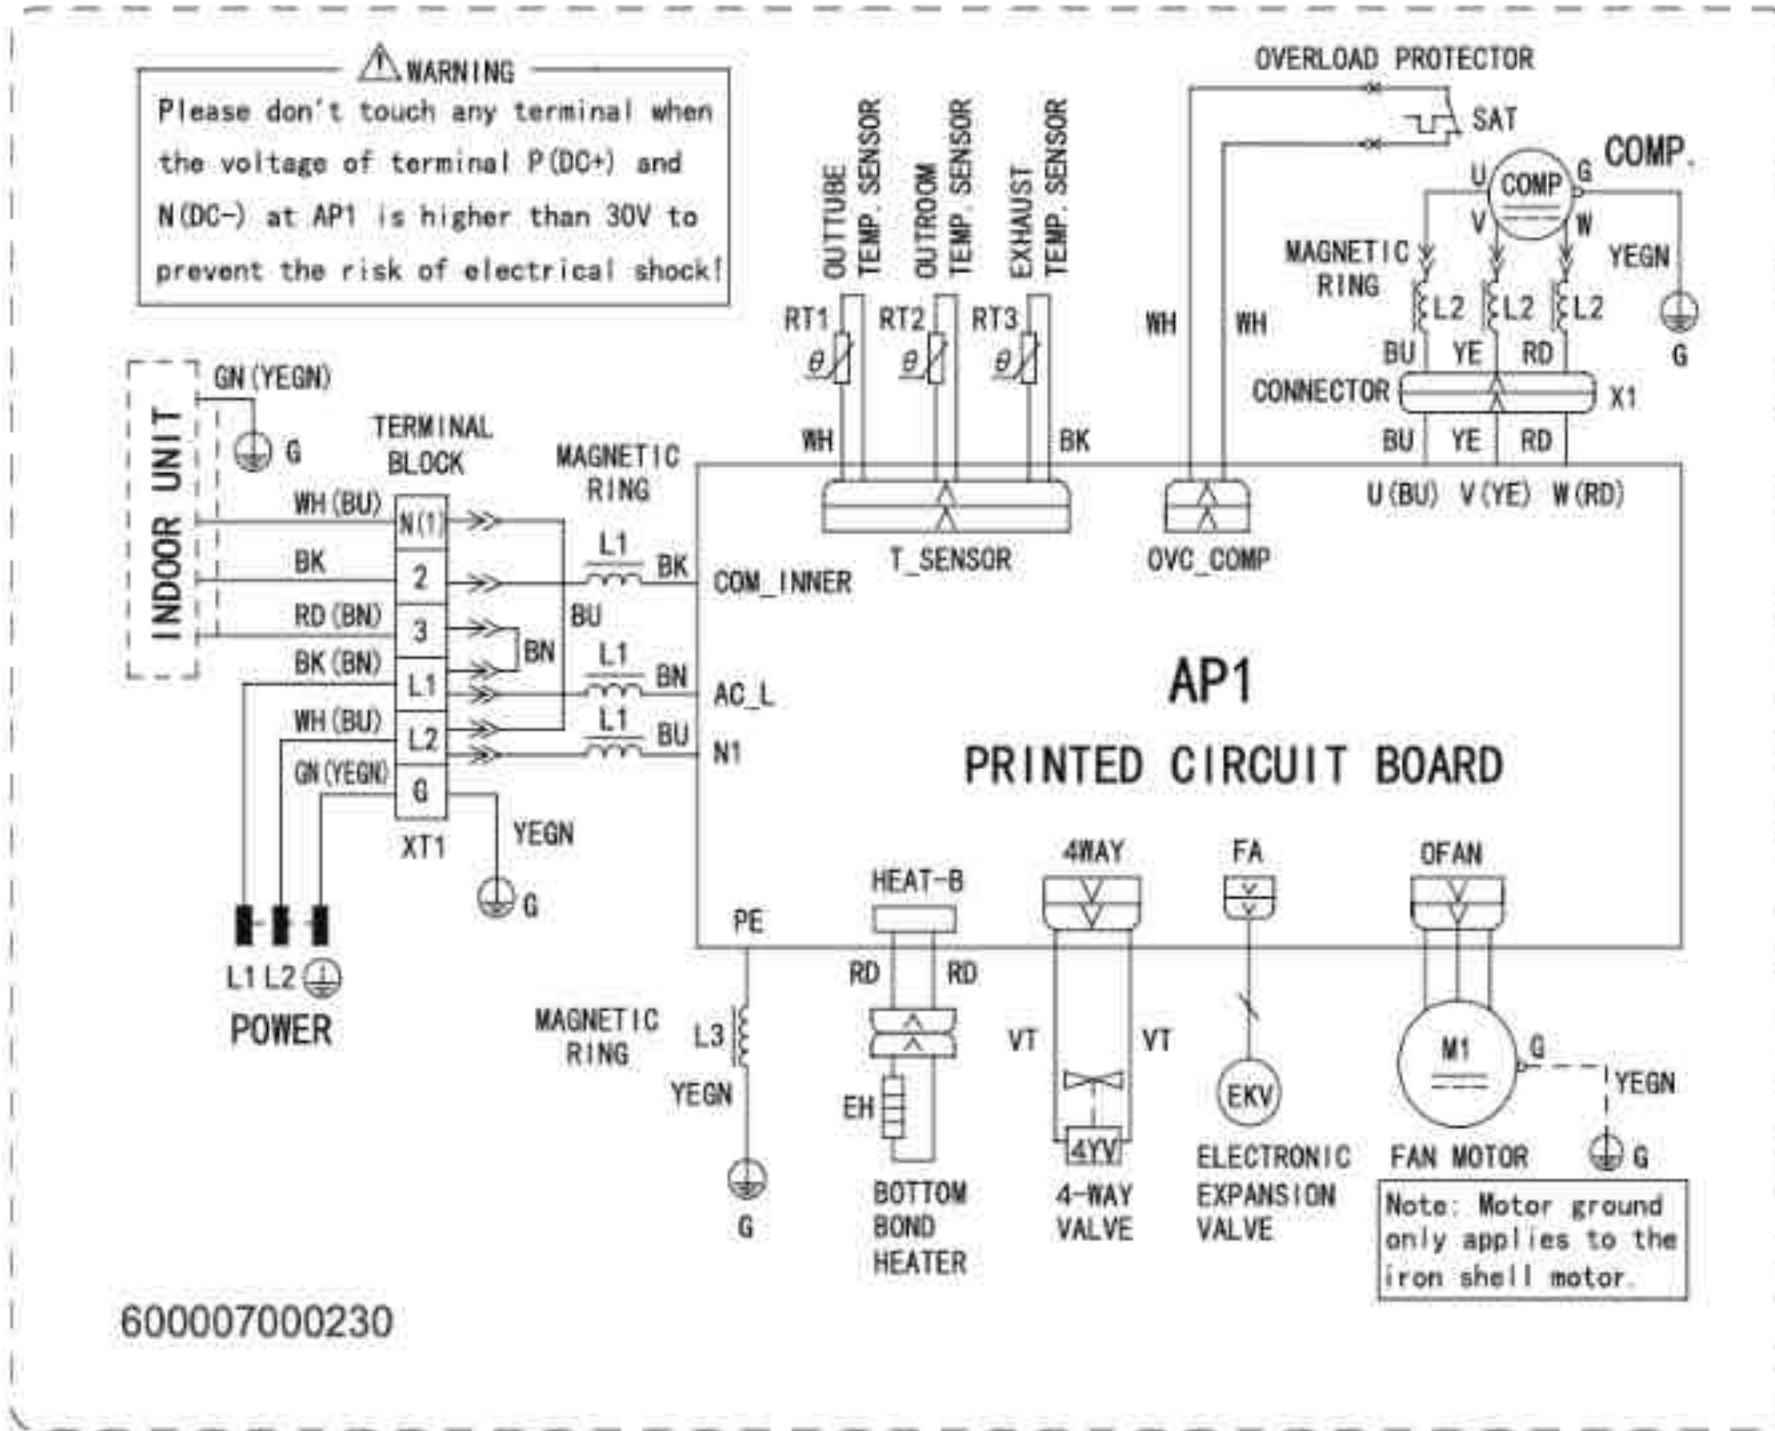 WARNING
Please don't touch any terminal when
the voltage of terminal P(DC+) and
N(DC-) at AP1 is higher than 30V to
prevent the risk of electrical shock!
OVERLOAD PROTECTOR
SAT
COMP.
COMP
U
V
W
G
MAGNETIC
RING
L2
L2
L2
YEGN
G
BU
YE
RD
CONNECTOR
X1
BU
YE
RD
U(BU)
V(YE)
W(RD)
OUTTUBE
TEMP. SENSOR
OUTROOM
TEMP. SENSOR
EXHAUST
TEMP. SENSOR
RT1
RT2
RT3
θ
θ
θ
WH
BK
WH
WH
T_SENSOR
OVC_COMP
INDOOR UNIT
GN(YEGN)
G
TERMINAL
BLOCK
MAGNETIC
RING
WH(BU)
N(1)
BK
2
RD(BN)
3
BK(BN)
L1
WH(BU)
L2
GN(YEGN)
G
XT1
BU
BN
L1
BK
COM_INNER
L1
BN
AC_L
L1
BU
N1
YEGN
G
L1
L2
POWER
AP1
PRINTED CIRCUIT BOARD
PE
MAGNETIC
RING
L3
YEGN
G
HEAT-B
RD
RD
EH
BOTTOM
BOND
HEATER
4WAY
VT
VT
4YV
4-WAY
VALVE
FA
EKV
ELECTRONIC
EXPANSION
VALVE
OFAN
M1
G
YEGN
G
FAN MOTOR
Note: Motor ground
only applies to the
iron shell motor.
600007000230